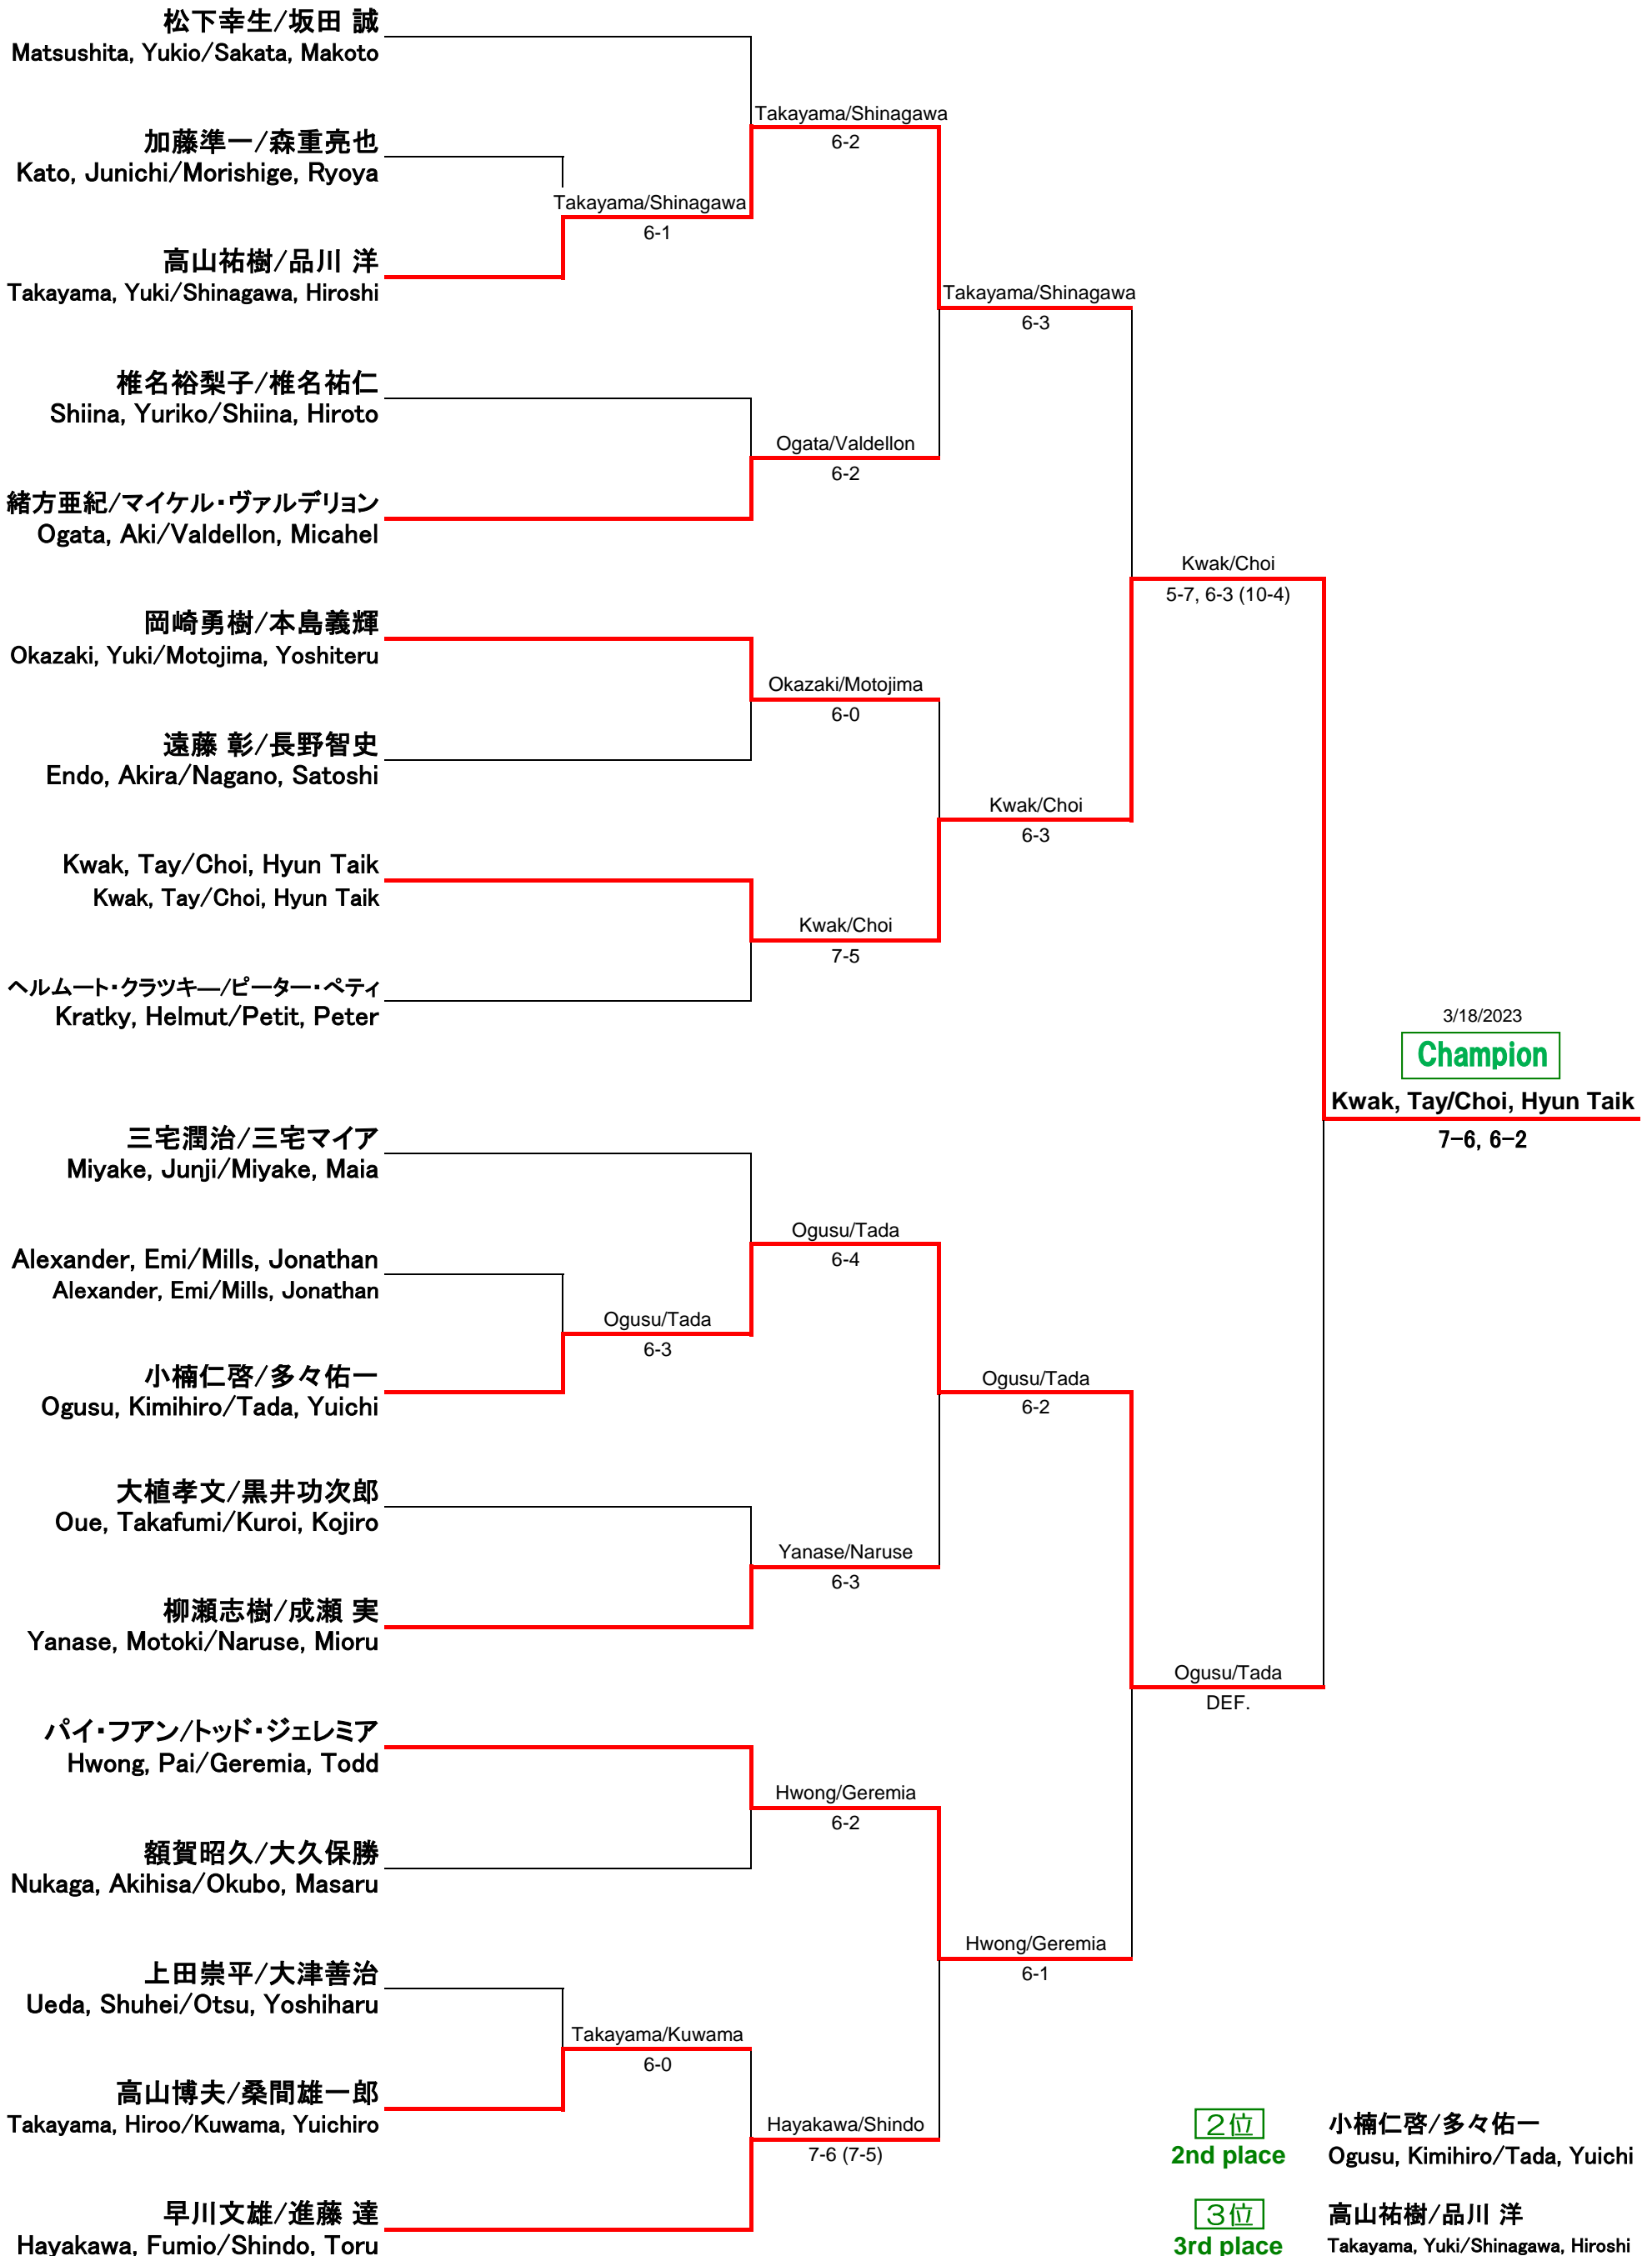 松下幸生/坂田 誠
Matsushita, Yukio/Sakata, Makoto
Takayama/Shinagawa
6-2
加藤準一/森重亮也
Kato, Junichi/Morishige, Ryoya
Takayama/Shinagawa
6-1
高山祐樹/品川 洋
Takayama, Yuki/Shinagawa, Hiroshi
Takayama/Shinagawa
6-3
椎名裕梨子/椎名祐仁
Shiina, Yuriko/Shiina, Hiroto
Ogata/Valdellon
6-2
緒方亜紀/マイケル・ヴァルデリョン
Ogata, Aki/Valdellon, Micahel
Kwak/Choi
5-7, 6-3 (10-4)
岡崎勇樹/本島義輝
Okazaki, Yuki/Motojima, Yoshiteru
Okazaki/Motojima
6-0
遠藤 彰/長野智史
Endo, Akira/Nagano, Satoshi
Kwak/Choi
6-3
Kwak, Tay/Choi, Hyun Taik
Kwak, Tay/Choi, Hyun Taik
Kwak/Choi
7-5
ヘルムート・クラツキ―/ピーター・ペティ
Kratky, Helmut/Petit, Peter
3/18/2023
Champion
Kwak, Tay/Choi, Hyun Taik
7-6, 6-2
三宅潤治/三宅マイア
Miyake, Junji/Miyake, Maia
Ogusu/Tada
6-4
Alexander, Emi/Mills, Jonathan
Alexander, Emi/Mills, Jonathan
Ogusu/Tada
6-3
小楠仁啓/多々佑一
Ogusu, Kimihiro/Tada, Yuichi
Ogusu/Tada
6-2
大植孝文/黒井功次郎
Oue, Takafumi/Kuroi, Kojiro
Yanase/Naruse
6-3
柳瀬志樹/成瀬 実
Yanase, Motoki/Naruse, Mioru
Ogusu/Tada
DEF.
パイ・フアン/トッド・ジェレミア
Hwong, Pai/Geremia, Todd
Hwong/Geremia
6-2
額賀昭久/大久保勝
Nukaga, Akihisa/Okubo, Masaru
Hwong/Geremia
6-1
上田崇平/大津善治
Ueda, Shuhei/Otsu, Yoshiharu
Takayama/Kuwama
6-0
高山博夫/桑間雄一郎
Takayama, Hiroo/Kuwama, Yuichiro
Hayakawa/Shindo
7-6 (7-5)
２位 小楠仁啓/多々佑一
2nd place Ogusu, Kimihiro/Tada, Yuichi
早川文雄/進藤 達
Hayakawa, Fumio/Shindo, Toru
３位 高山祐樹/品川 洋
3rd place Takayama, Yuki/Shinagawa, Hiroshi